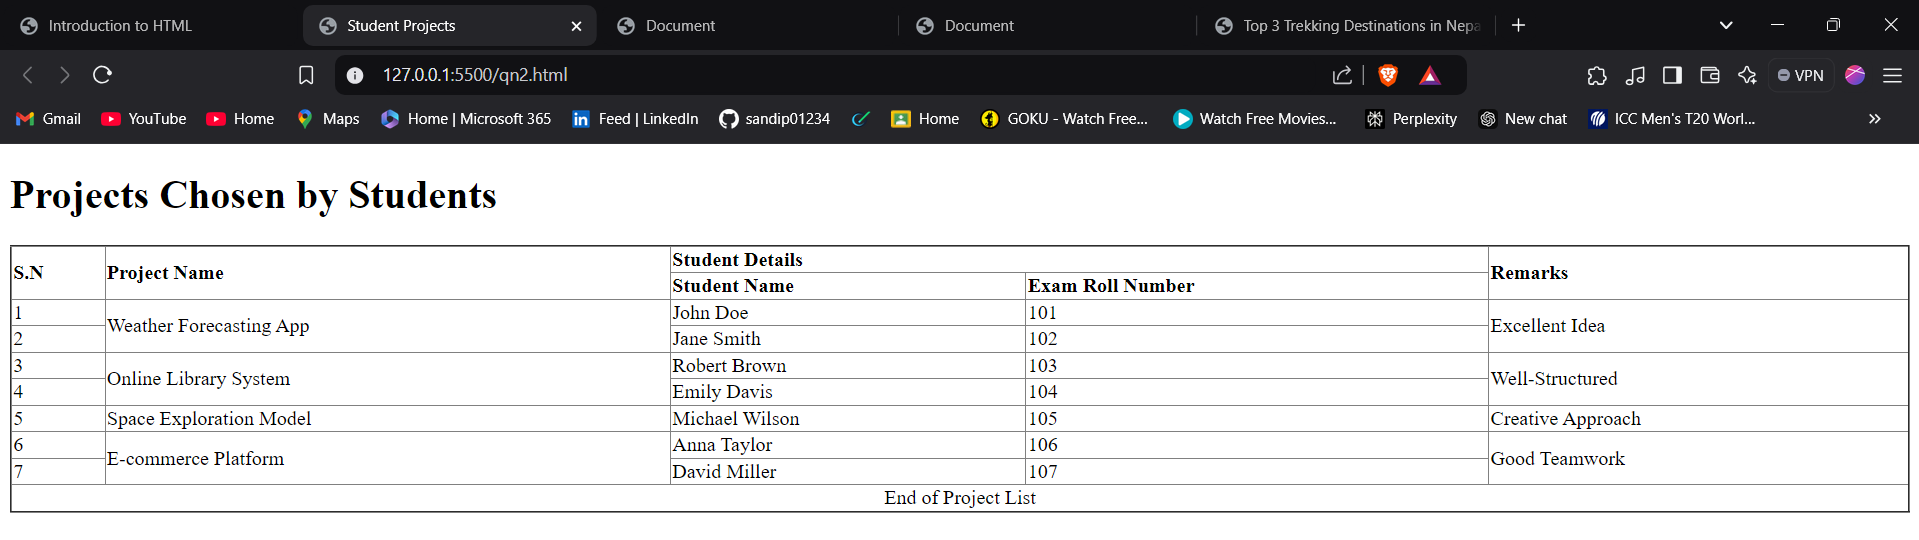 Introduction to HTML Student Projects Document Document Top 3 Trekking Destinations in Nepa
127.0.0.1:5500/qn2.html VPN
Gmail YouTube Home Maps Home | Microsoft 365 Feed | LinkedIn sandip01234 Home GOKU - Watch Free... Watch Free Movies... Perplexity New chat ICC Men's T20 Worl...
Projects Chosen by Students
S.N Project Name Student Details Remarks
Student Name Exam Roll Number
1 Weather Forecasting App John Doe 101 Excellent Idea
2 Jane Smith 102
3 Online Library System Robert Brown 103 Well-Structured
4 Emily Davis 104
5 Space Exploration Model Michael Wilson 105 Creative Approach
6 E-commerce Platform Anna Taylor 106 Good Teamwork
7 David Miller 107
End of Project List